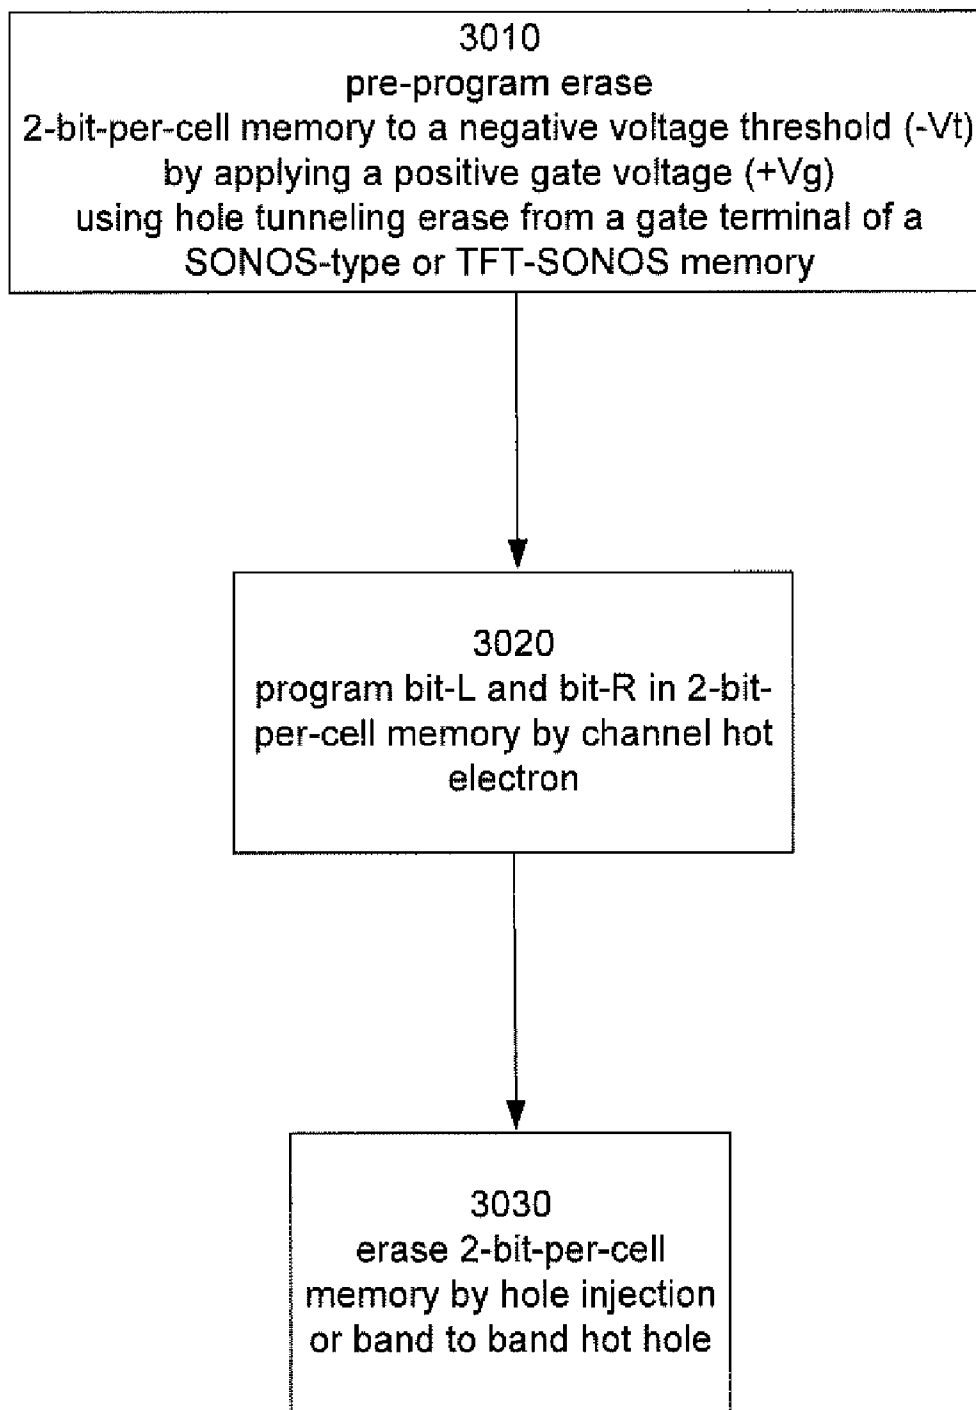 3010
pre-program erase
2-bit-per-cell memory to a negative voltage threshold (-Vt)
by applying a positive gate voltage (+Vg)
using hole tunneling erase from a gate terminal of a
SONOS-type or TFT-SONOS memory
3020
program bit-L and bit-R in 2-bit-
per-cell memory by channel hot
electron
3030
erase 2-bit-per-cell
memory by hole injection
or band to band hot hole